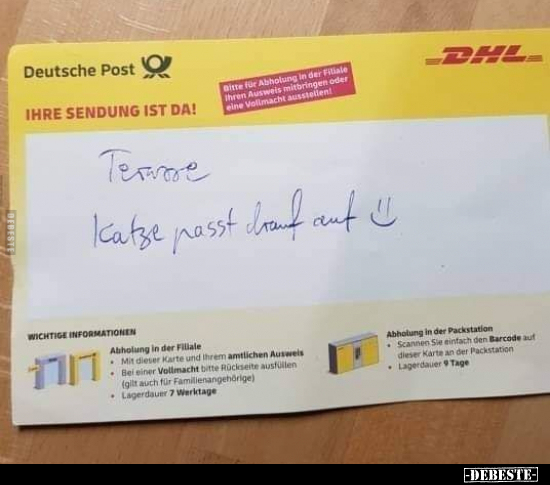 Deutsche Post
DHL
Bitte für Abholung in der Filiale
Ihren Ausweis mitbringen oder
eine Vollmacht ausstellen!
IHRE SENDUNG IST DA!
Terasse
Katze passt drauf auf
WICHTIGE INFORMATIONEN
Abholung in der Filiale
• Mit dieser Karte und Ihrem amtlichen Ausweis
• Bei einer Vollmacht bitte Rückseite ausfüllen
(gilt auch für Familienangehörige)
• Lagerdauer 7 Werktage
Abholung in der Packstation
• Scannen Sie einfach den Barcode auf
dieser Karte an der Packstation
• Lagerdauer 9 Tage
-DEBESTE-